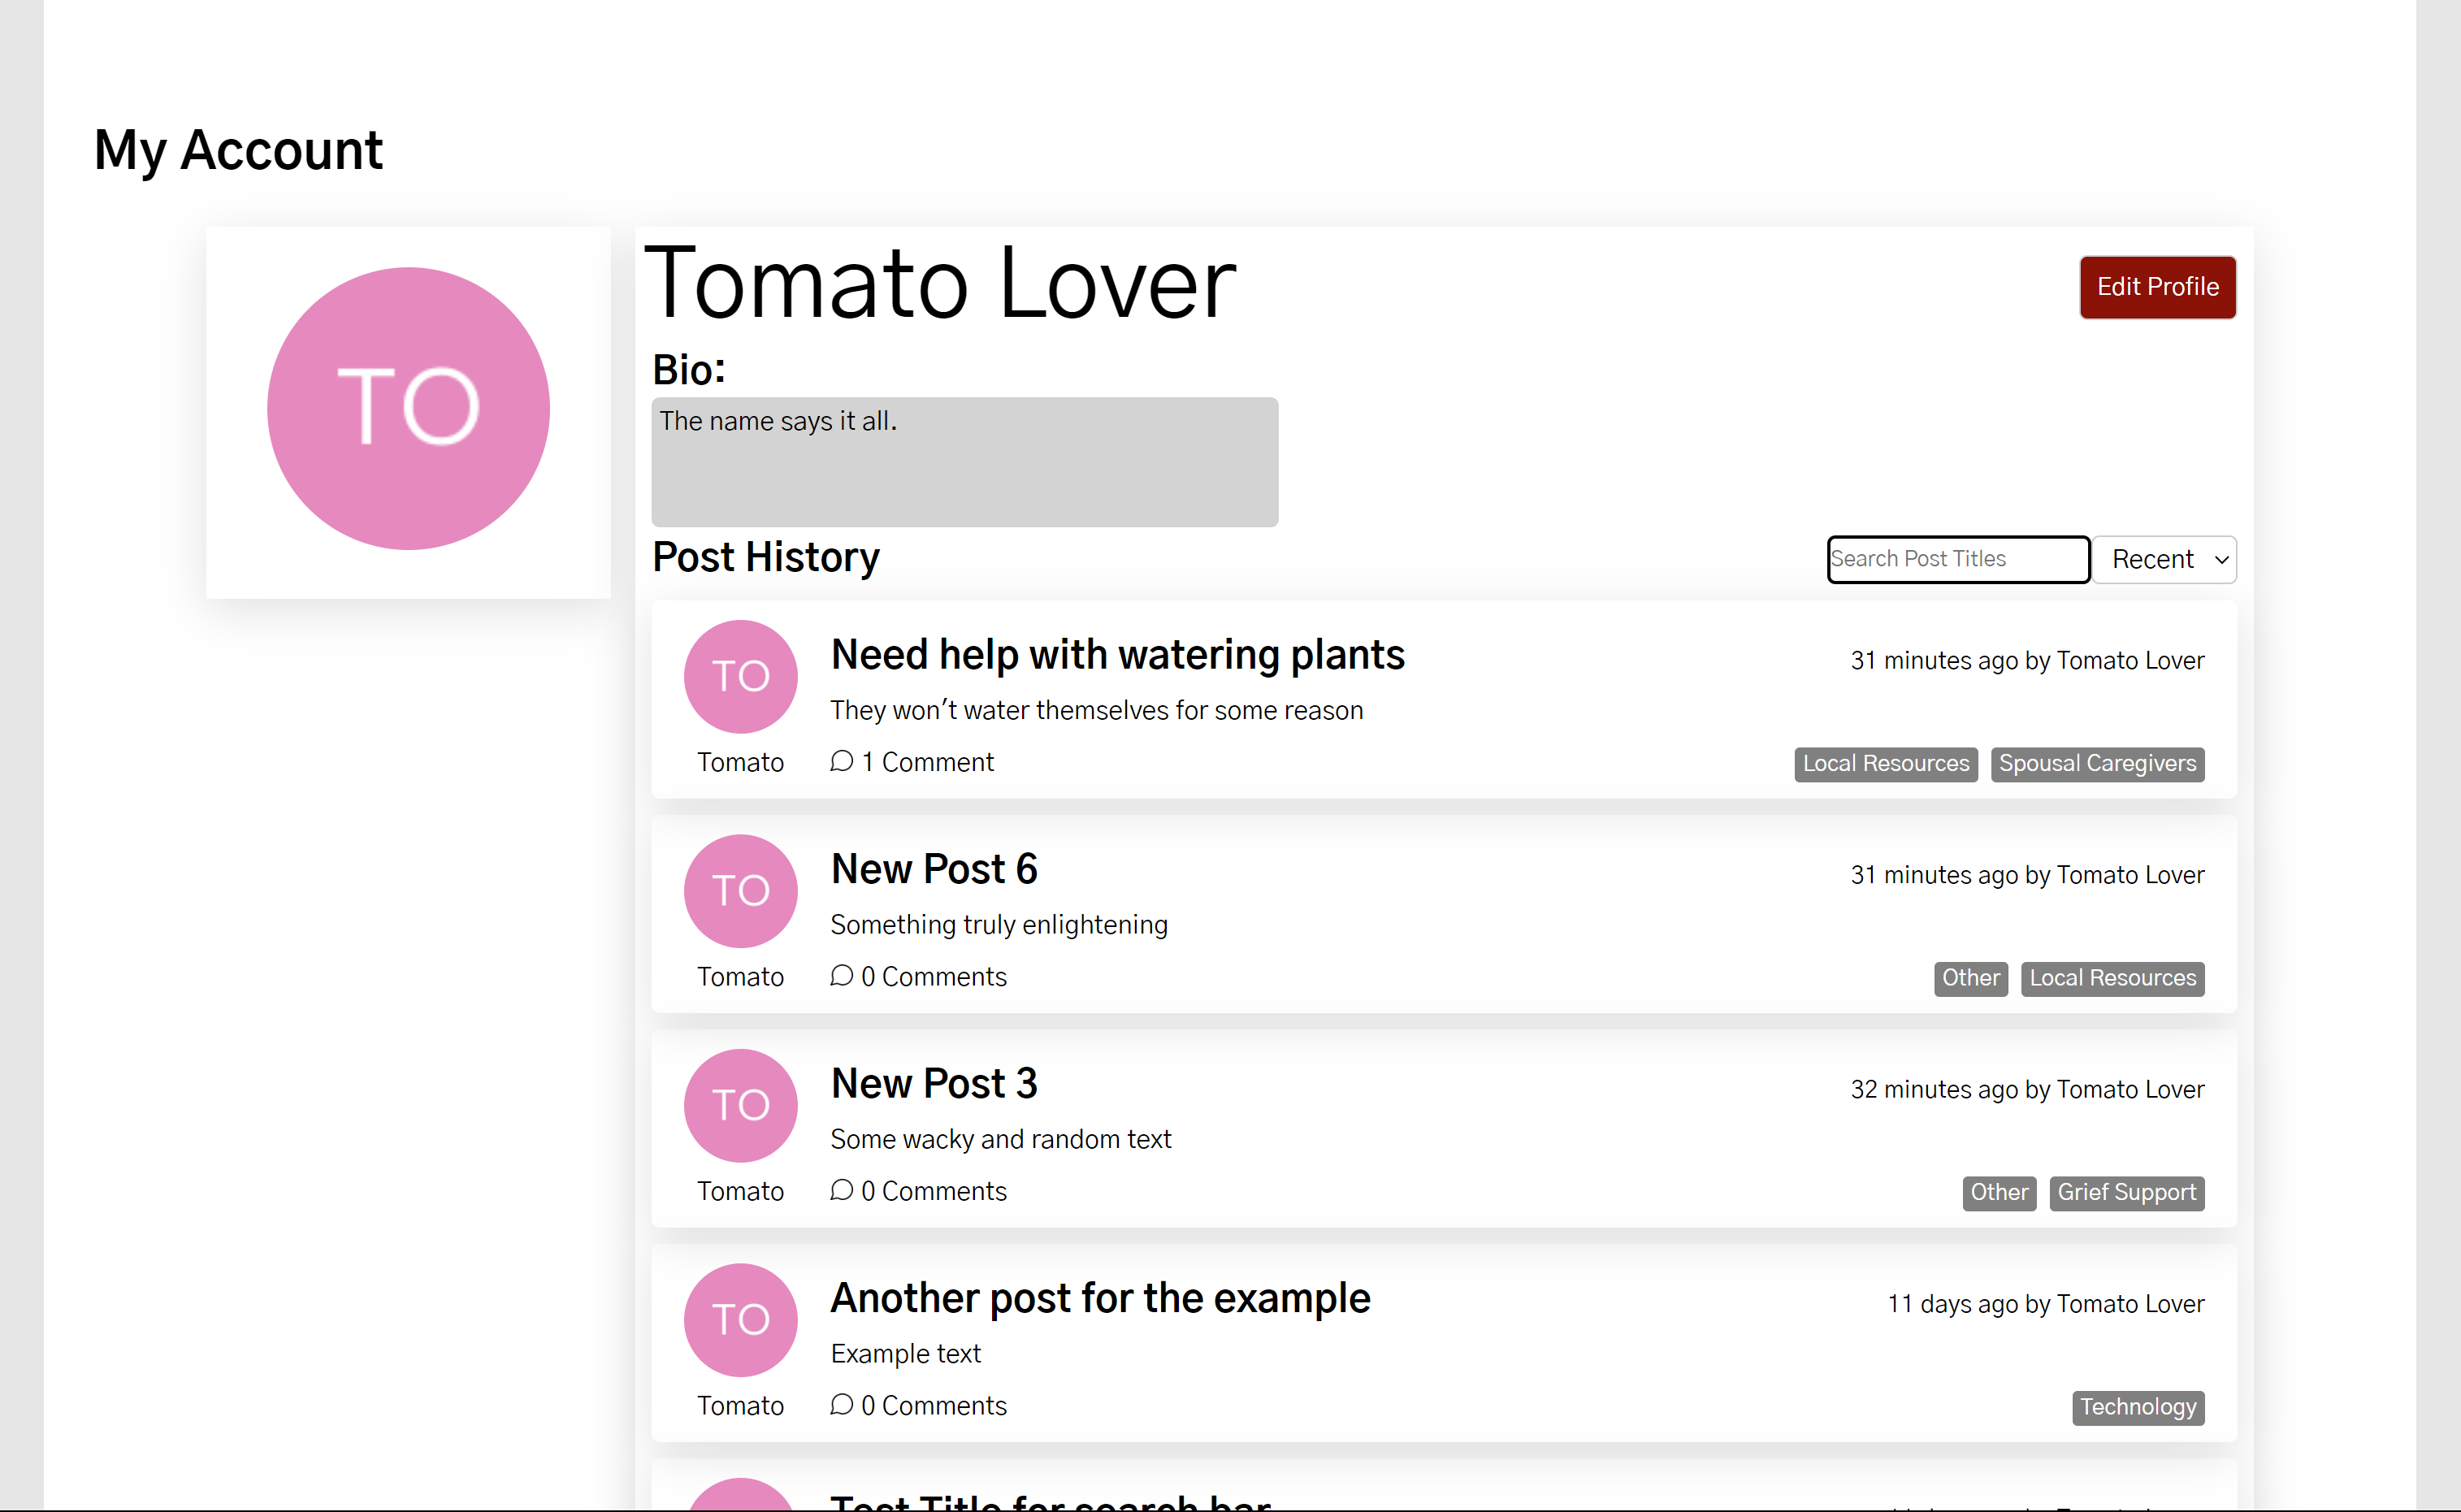 My Account
TO
Tomato Lover
Edit Profile
Bio:
The name says it all.
Post History
Search Post Titles
Recent
TO
Need help with watering plants
31 minutes ago by Tomato Lover
They won't water themselves for some reason
Tomato
1 Comment
Local Resources
Spousal Caregivers
TO
New Post 6
31 minutes ago by Tomato Lover
Something truly enlightening
Tomato
0 Comments
Other
Local Resources
TO
New Post 3
32 minutes ago by Tomato Lover
Some wacky and random text
Tomato
0 Comments
Other
Grief Support
TO
Another post for the example
11 days ago by Tomato Lover
Example text
Tomato
0 Comments
Technology
Test Title for search bar